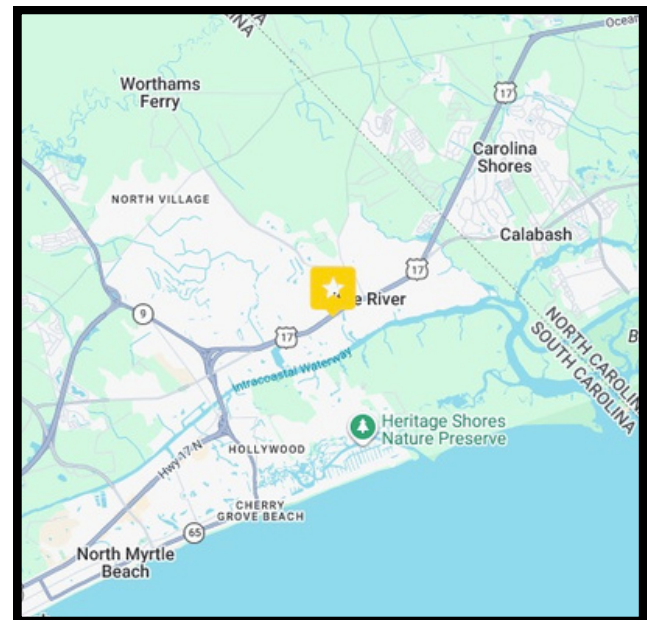 Ocean
CAROLINA
Worthams
Ferry
17
Carolina
Shores
NORTH VILLAGE
Calabash
17
e River
9
17
NORTH CAROLIN
SOUTH CAROLINA
B
Intracoastal Waterway
Heritage Shores
Nature Preserve
Hwy 17 N
HOLLYWOOD
CHERRY
GROVE BEACH
65
North Myrtle
Beach